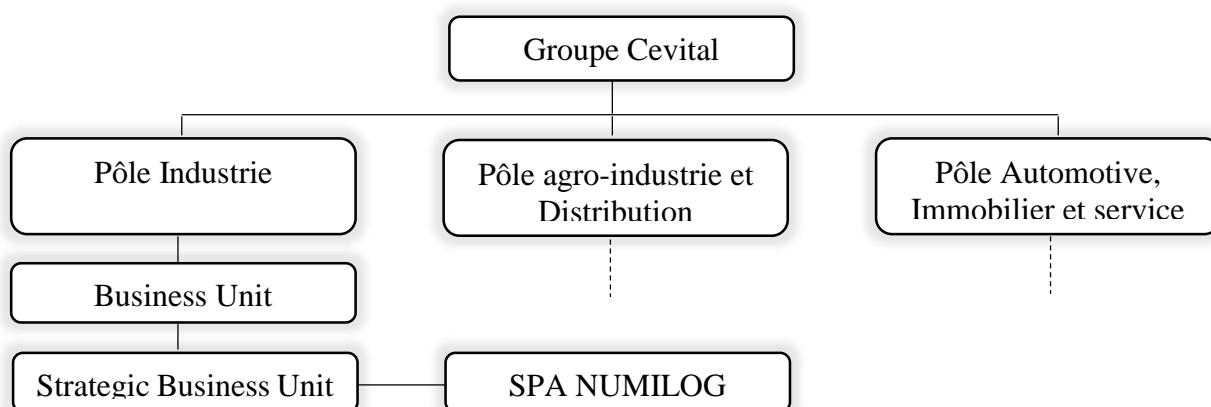 Groupe Cevital
Pôle Industrie
Pôle agro-industrie et
Distribution
Pôle Automotive,
Immobilier et service
Business Unit
Strategic Business Unit
SPA NUMILOG